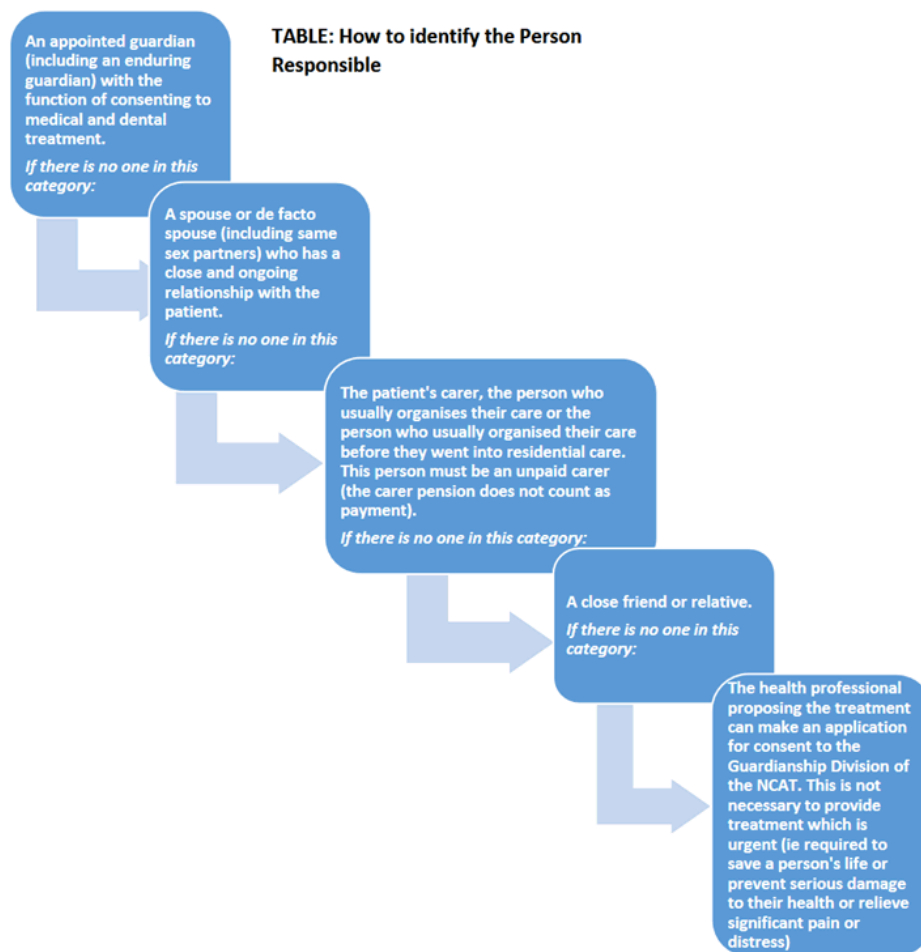 TABLE: How to identify the Person
Responsible
An appointed guardian
(including an enduring
guardian) with the
function of consenting to
medical and dental
treatment.
If there is no one in this
category:
A spouse or de facto
spouse (including same
sex partners) who has a
close and ongoing
relationship with the
patient.
If there is no one in this
category:
The patient's carer, the person who
usually organises their care or the
person who usually organised their care
before they went into residential care.
This person must be an unpaid carer
(the carer pension does not count as
payment).
If there is no one in this category:
A close friend or relative.
If there is no one in this
category:
The health professional
proposing the treatment
can make an application
for consent to the
Guardianship Division of
the NCAT. This is not
necessary to provide
treatment which is
urgent (ie required to
save a person's life or
prevent serious damage
to their health or relieve
significant pain or
distress)